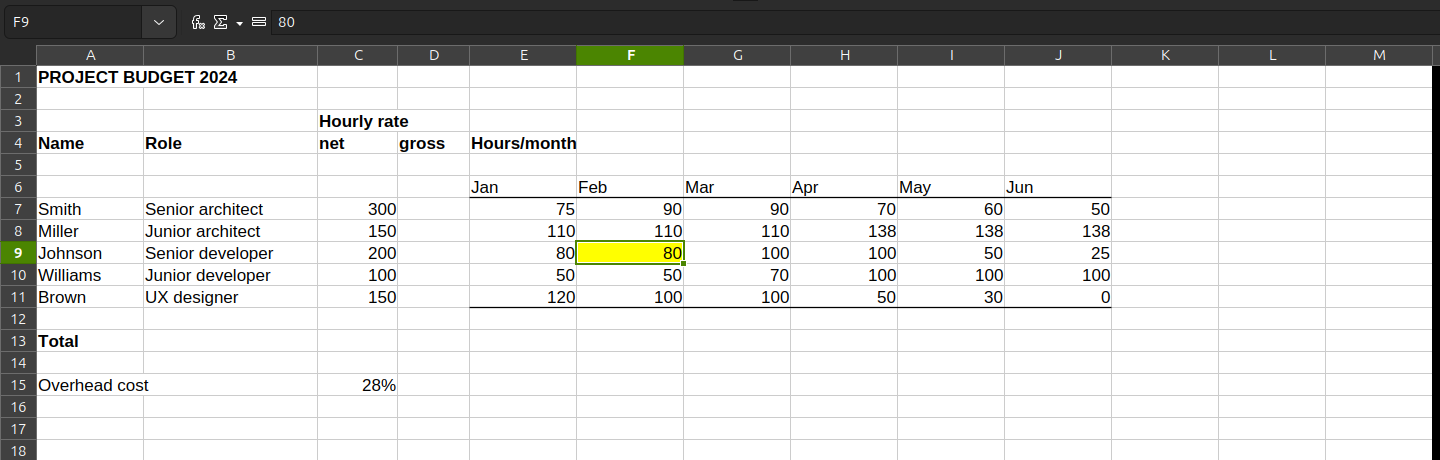 F9 80
A B C D E F G H I J K L M
1 PROJECT BUDGET 2024
2
3 Hourly rate
4 Name Role net gross Hours/month
5
6 Jan Feb Mar Apr May Jun
7 Smith Senior architect 300 75 90 90 70 60 50
8 Miller Junior architect 150 110 110 110 138 138 138
9 Johnson Senior developer 200 80 80 100 100 50 25
10 Williams Junior developer 100 50 50 70 100 100 100
11 Brown UX designer 150 120 100 100 50 30 0
12
13 Total
14
15 Overhead cost 28%
16
17
18